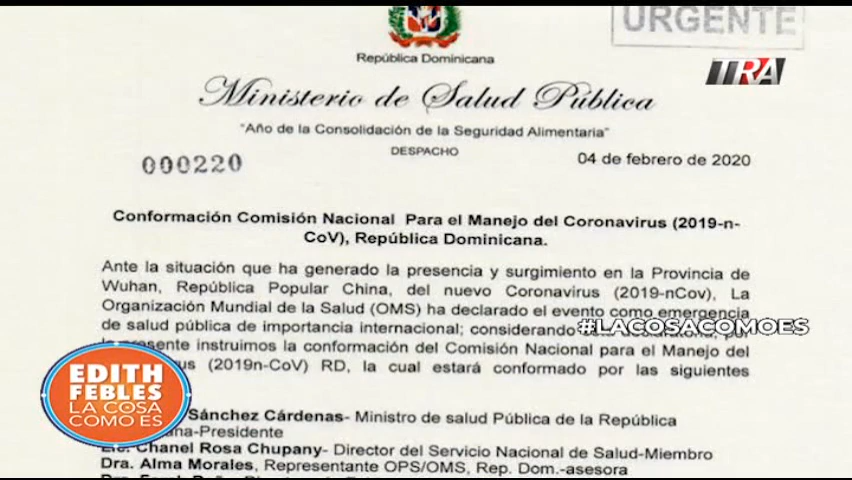 URGENTE
República Dominicana
TRA
Ministerio de Salud Pública
"Año de la Consolidación de la Seguridad Alimentaria"
DESPACHO
000220
04 de febrero de 2020
Conformación Comisión Nacional Para el Manejo del Coronavirus (2019-n-
CoV), República Dominicana.
Ante la situación que ha generado la presencia y surgimiento en la Provincia de
Wuhan, República Popular China, del nuevo Coronavirus (2019-nCov), La
Organización Mundial de la Salud (OMS) ha declarado el evento como emergencia
de salud pública de importancia internacional; considerando
#LACOSACOMOES
presente instruimos la conformación del Comisión Nacional para el Manejo del
(2019n-CoV) RD, la cual estará conformado por las siguientes
EDITH
FEBLES
LA COSA
COMO ES
Sánchez Cárdenas- Ministro de salud Pública de la República
-Presidente
Lic. Chanel Rosa Chupany- Director del Servicio Nacional de Salud-Miembro
Dra. Alma Morales, Representante OPS/OMS, Rep. Dom.-asesora